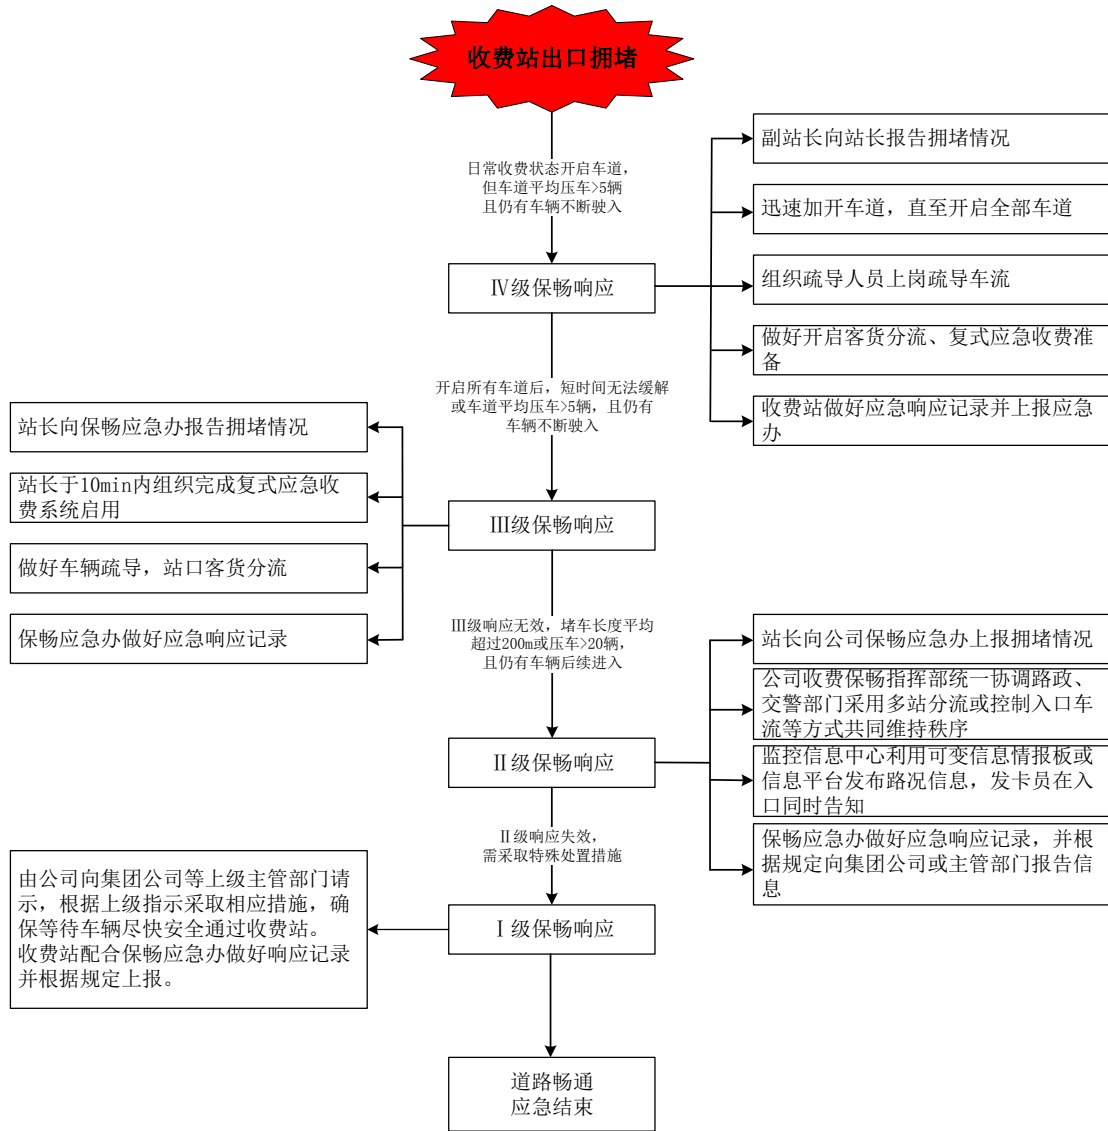 收费站出口拥堵
日常收费状态开启车道，
但车道平均压车>5辆
且仍有车辆不断驶入
Ⅳ级保畅响应
副站长向站长报告拥堵情况
迅速加开车道，直至开启全部车道
组织疏导人员上岗疏导车流
做好开启客货分流、复式应急收费准
备
收费站做好应急响应记录并上报应急
办
开启所有车道后，短时间无法缓解
或车道平均压车>5辆，且仍有
车辆不断驶入
Ⅲ级保畅响应
站长向保畅应急办报告拥堵情况
站长于10min内组织完成复式应急收
费系统启用
做好车辆疏导，站口客货分流
保畅应急办做好应急响应记录
Ⅲ级响应无效，堵车长度平均
超过200m或压车>20辆，
且仍有车辆后续进入
Ⅱ级保畅响应
站长向公司保畅应急办上报拥堵情况
公司收费保畅指挥部统一协调路政、
交警部门采用多站分流或控制入口车
流等方式共同维持秩序
监控信息中心利用可变信息情报板或
信息平台发布路况信息，发卡员在入
口同时告知
保畅应急办做好应急响应记录，并根
据规定向集团公司或主管部门报告信
息
Ⅱ级响应失效，
需采取特殊处置措施
Ⅰ级保畅响应
由公司向集团公司等上级主管部门请
示，根据上级指示采取相应措施，确
保等待车辆尽快安全通过收费站。
收费站配合保畅应急办做好响应记录
并根据规定上报。
道路畅通
应急结束